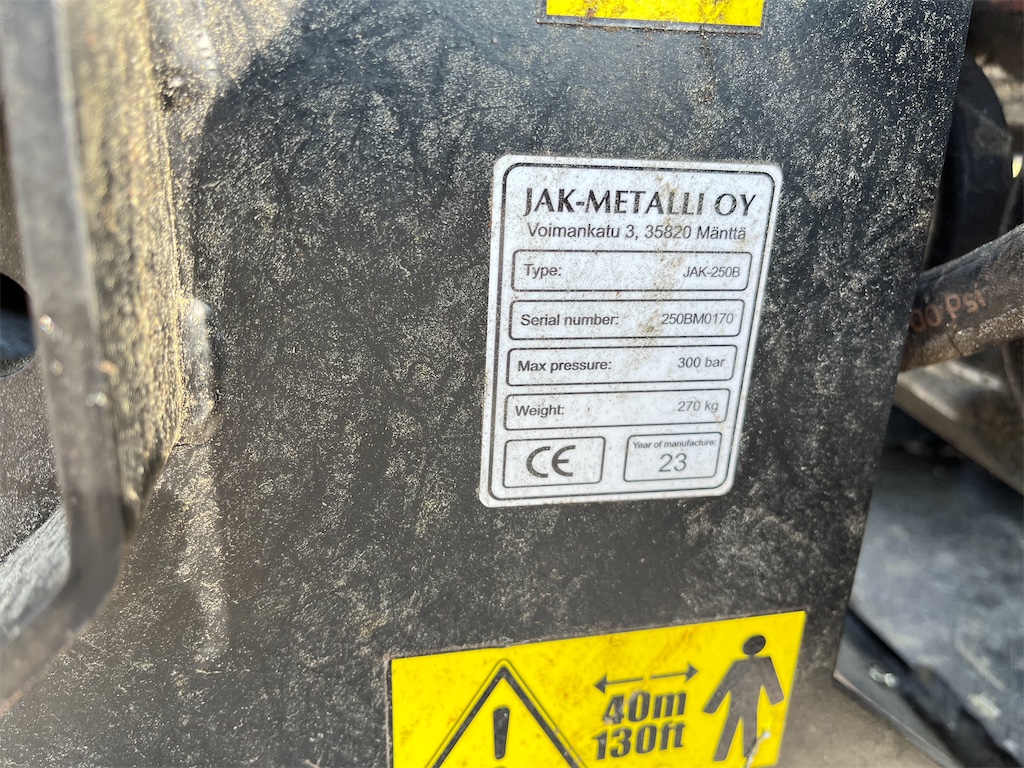 JAK-METALLI OY
Voimankatu 3, 35820 Mänttä
Type: JAK-250B
Serial number: 250BM0170
Max pressure: 300 bar
Weight: 270 kg
CE
Year of manufacture:
23
40m
130ft
Psi